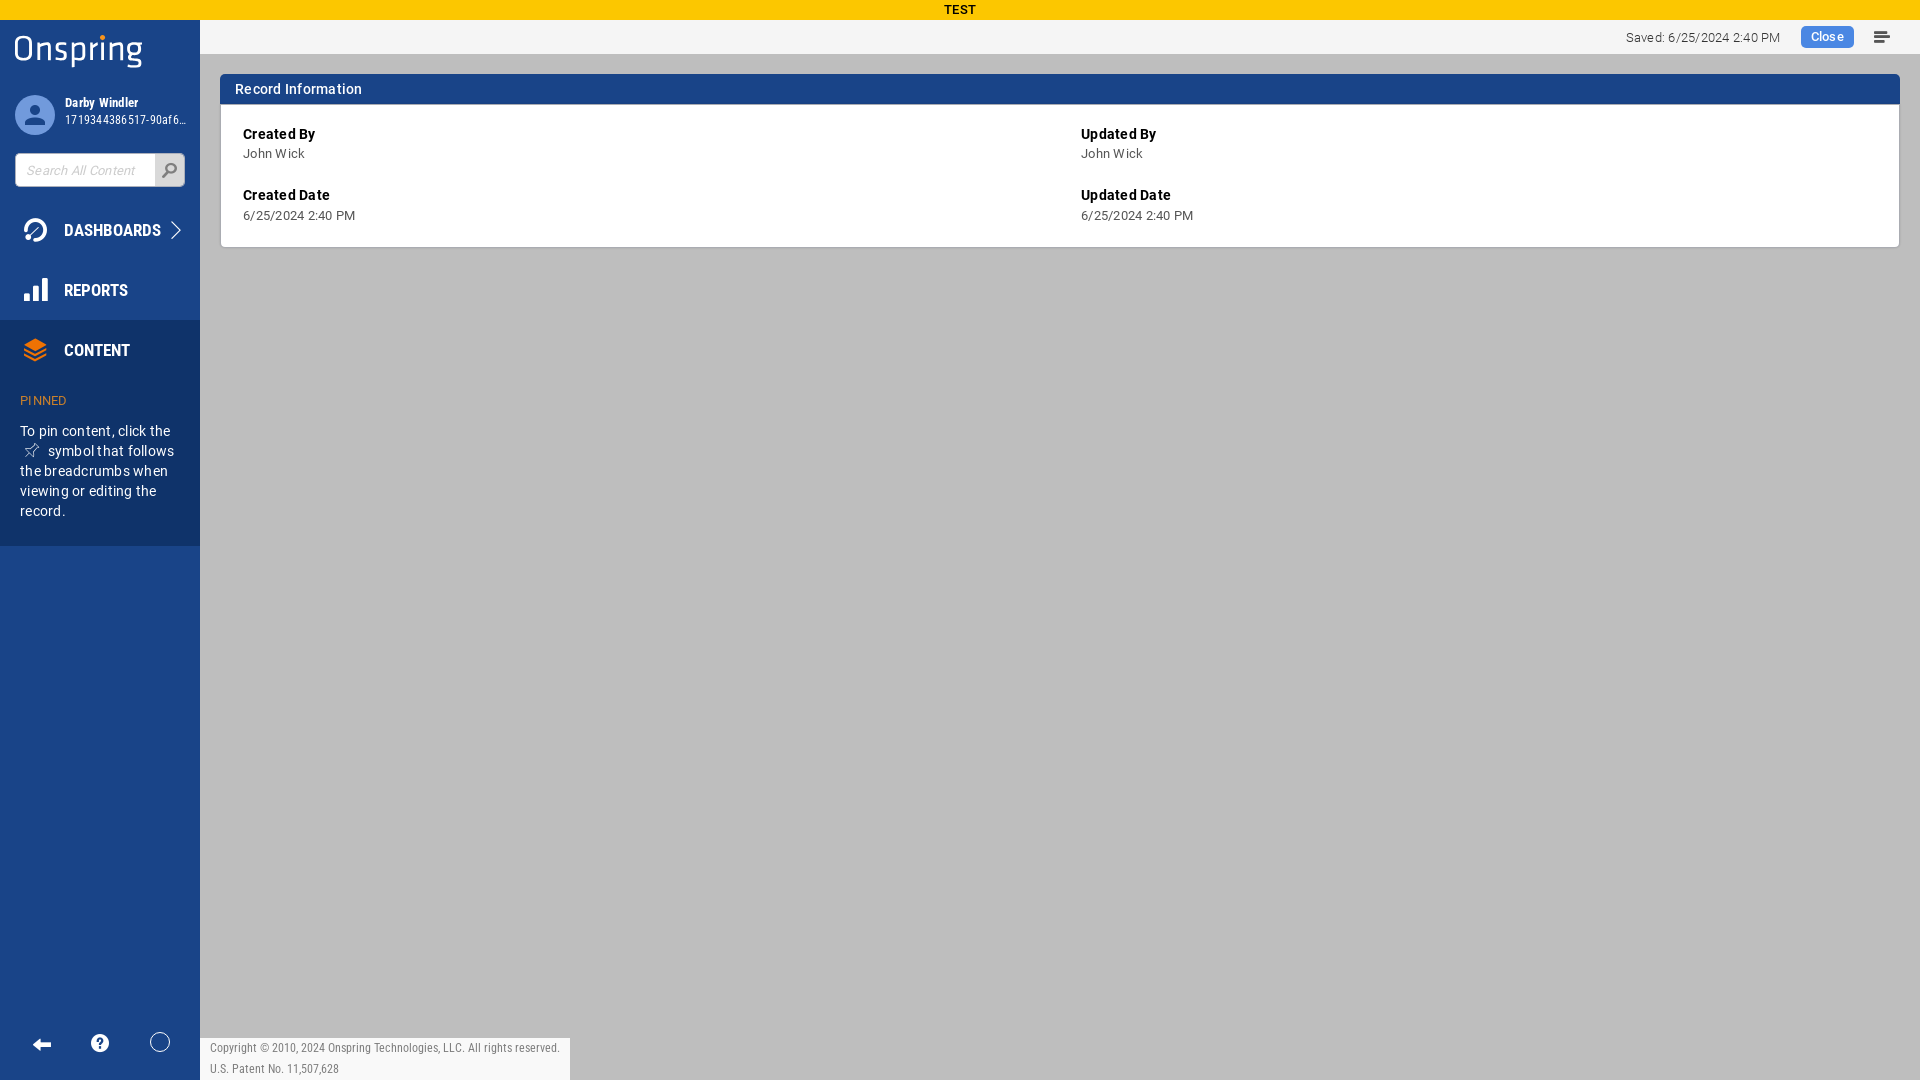 TEST
Onspring
Saved: 6/25/2024 2:40 PM
Close
Darby Windler
1719344386517-90af6...
Search All Content
DASHBOARDS
REPORTS
CONTENT
PINNED
To pin content, click the
symbol that follows
the breadcrumbs when
viewing or editing the
record.
Record Information
Created By
John Wick
Updated By
John Wick
Created Date
6/25/2024 2:40 PM
Updated Date
6/25/2024 2:40 PM
Copyright © 2010, 2024 Onspring Technologies, LLC. All rights reserved.
U.S. Patent No. 11,507,628